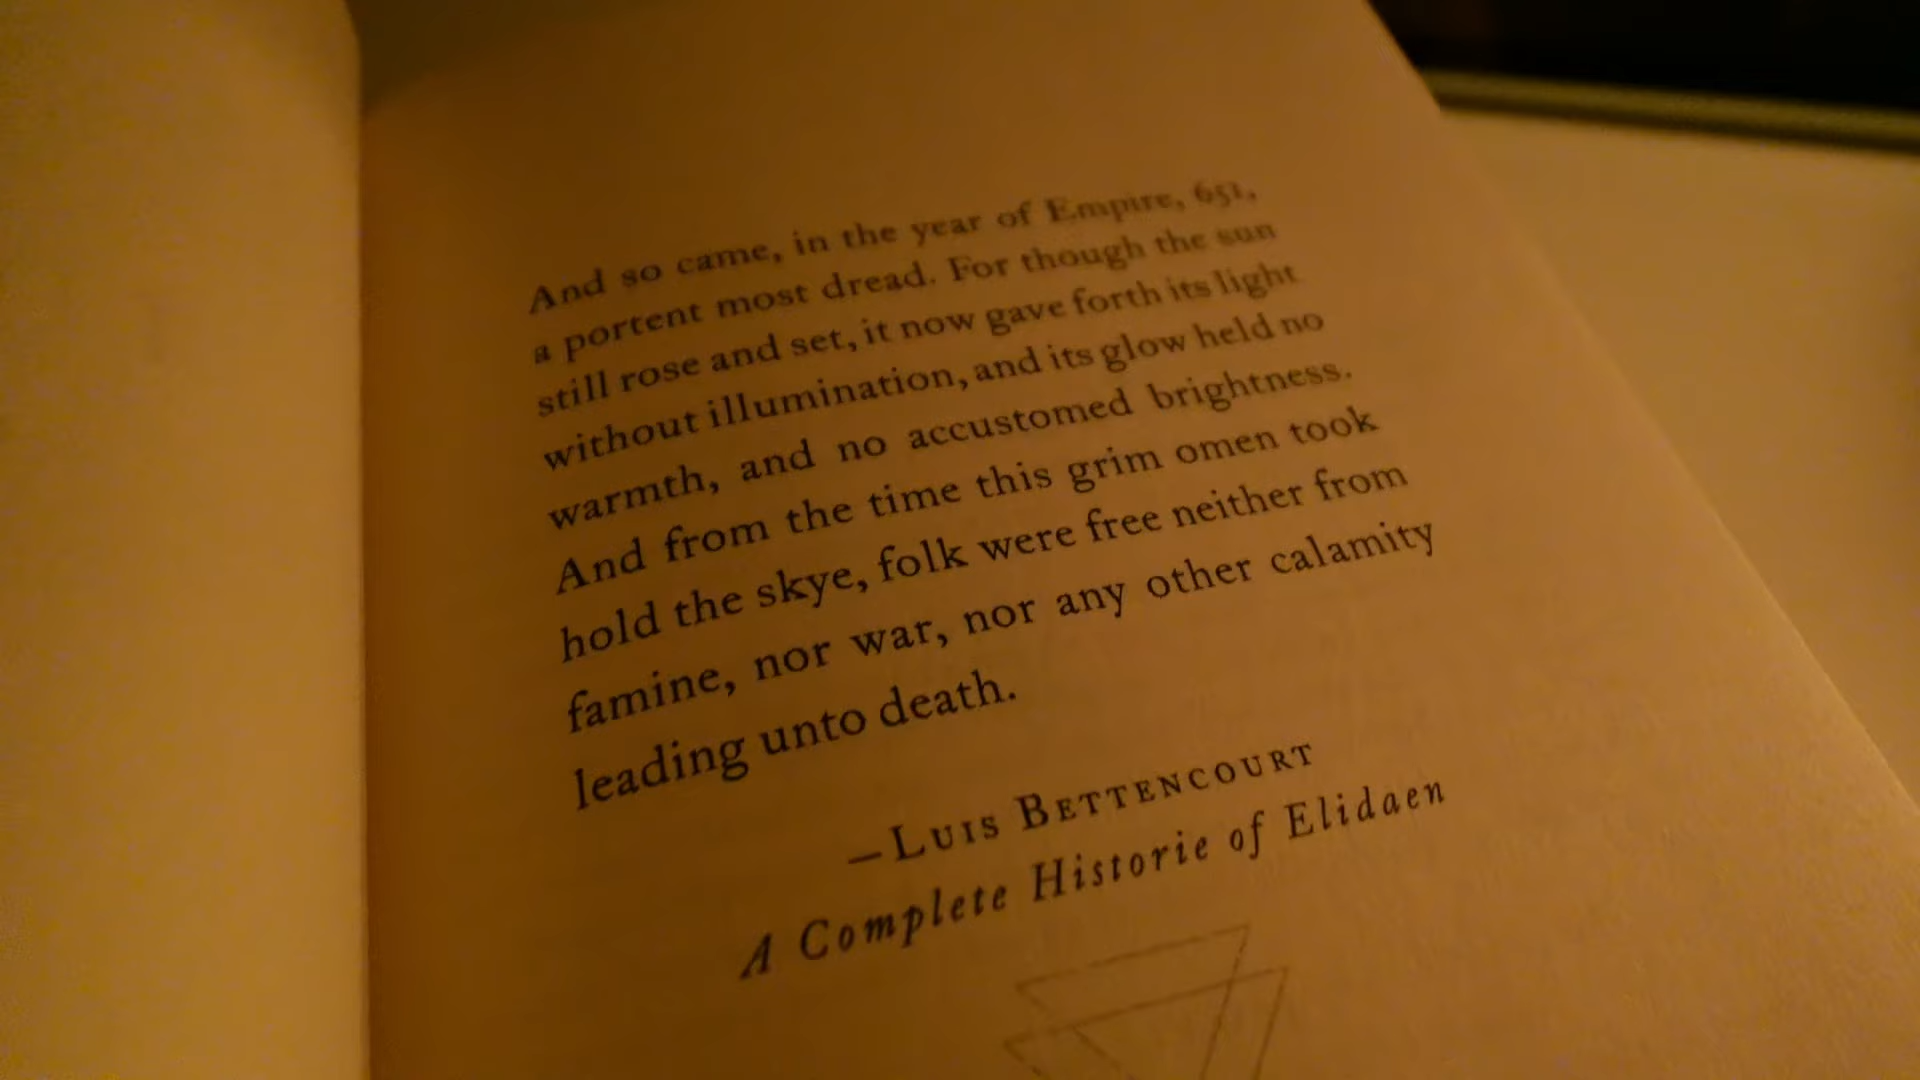 And so came, in the year of Empire, 651,
a portent most dread. For though the sun
still rose and set, it now gave forth its light
without illumination, and its glow held no
warmth, and no accustomed brightness.
And from the time this grim omen took
hold the skye, folk were free neither from
famine, nor war, nor any other calamity
leading unto death.
—LUIS BETTENCOURT
A Complete Historie of Elidaen